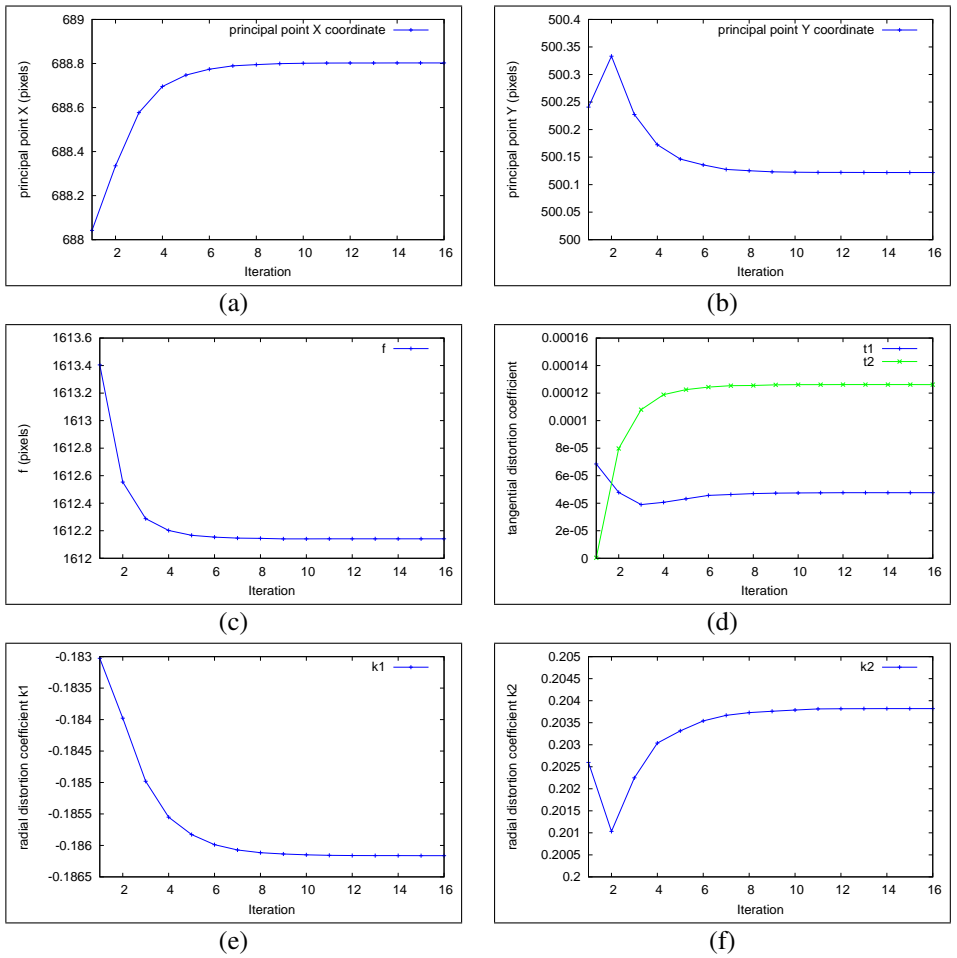 689
688.8
688.6
688.4
688.2
688
principal point X (pixels)
principal point X coordinate
2 4 6 8 10 12 14 16
Iteration
(a)
500.4
500.35
500.3
500.25
500.2
500.15
500.1
500.05
500
principal point Y (pixels)
principal point Y coordinate
2 4 6 8 10 12 14 16
Iteration
(b)
1613.6
1613.4
1613.2
1613
1612.8
1612.6
1612.4
1612.2
1612
f (pixels)
f
2 4 6 8 10 12 14 16
Iteration
(c)
0.00016
0.00014
0.00012
0.0001
8e-05
6e-05
4e-05
2e-05
0
tangential distortion coefficient
t1
t2
2 4 6 8 10 12 14 16
Iteration
(d)
-0.183
-0.1835
-0.184
-0.1845
-0.185
-0.1855
-0.186
-0.1865
radial distortion coefficient k1
k1
2 4 6 8 10 12 14 16
Iteration
(e)
0.205
0.2045
0.204
0.2035
0.203
0.2025
0.202
0.2015
0.201
0.2005
0.2
radial distortion coefficient k2
k2
2 4 6 8 10 12 14 16
Iteration
(f)